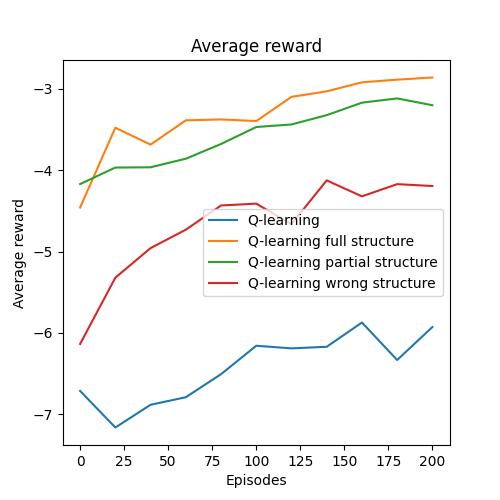 Average reward
−3
−4
−5
−6
−7
Average reward
Q-learning
Q-learning full structure
Q-learning partial structure
Q-learning wrong structure
0 25 50 75 100 125 150 175 200
Episodes